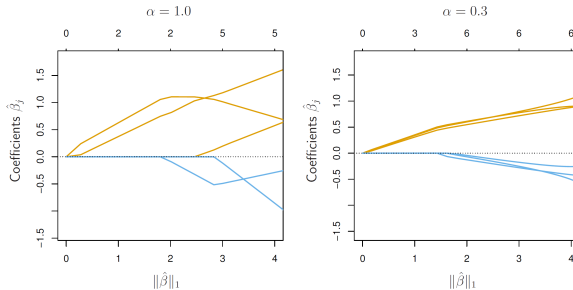 α = 1.0
0 2 2 5 5
Coefficients β̂j
−1.5 −0.5 0.0 0.5 1.0 1.5
0 1 2 3 4
‖β̂‖1
α = 0.3
0 3 6 6 6
Coefficients β̂j
−1.5 −0.5 0.0 0.5 1.0 1.5
0 1 2 3 4
‖β̂‖1